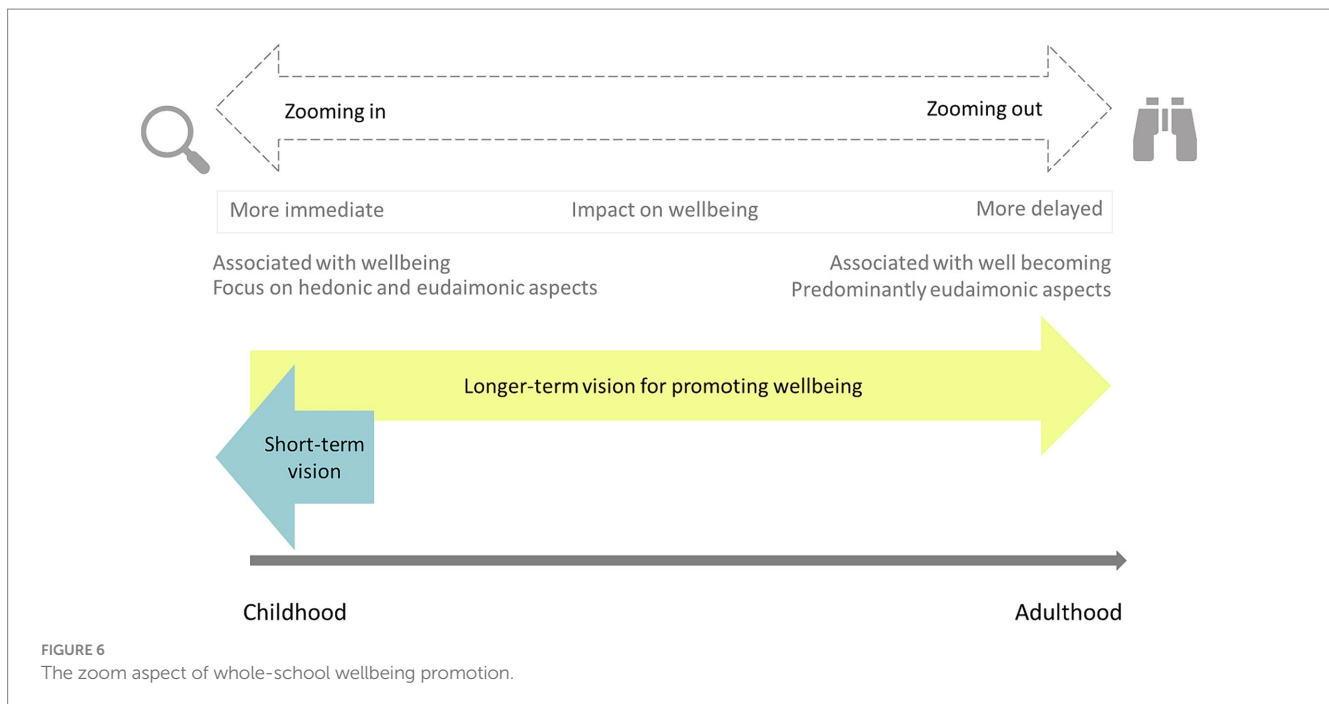 Zooming in
Zooming out
More immediate
Impact on wellbeing
More delayed
Associated with wellbeing
Focus on hedonic and eudaimonic aspects
Associated with well becoming
Predominantly eudaimonic aspects
Longer-term vision for promoting wellbeing
Short-term
vision
Childhood
Adulthood
FIGURE 6
The zoom aspect of whole-school wellbeing promotion.